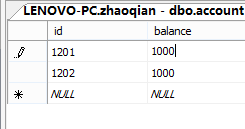 LENOVO-PC.zhaoqian - dbo.account
id balance
1201 1000
1202 1000
NULL NULL